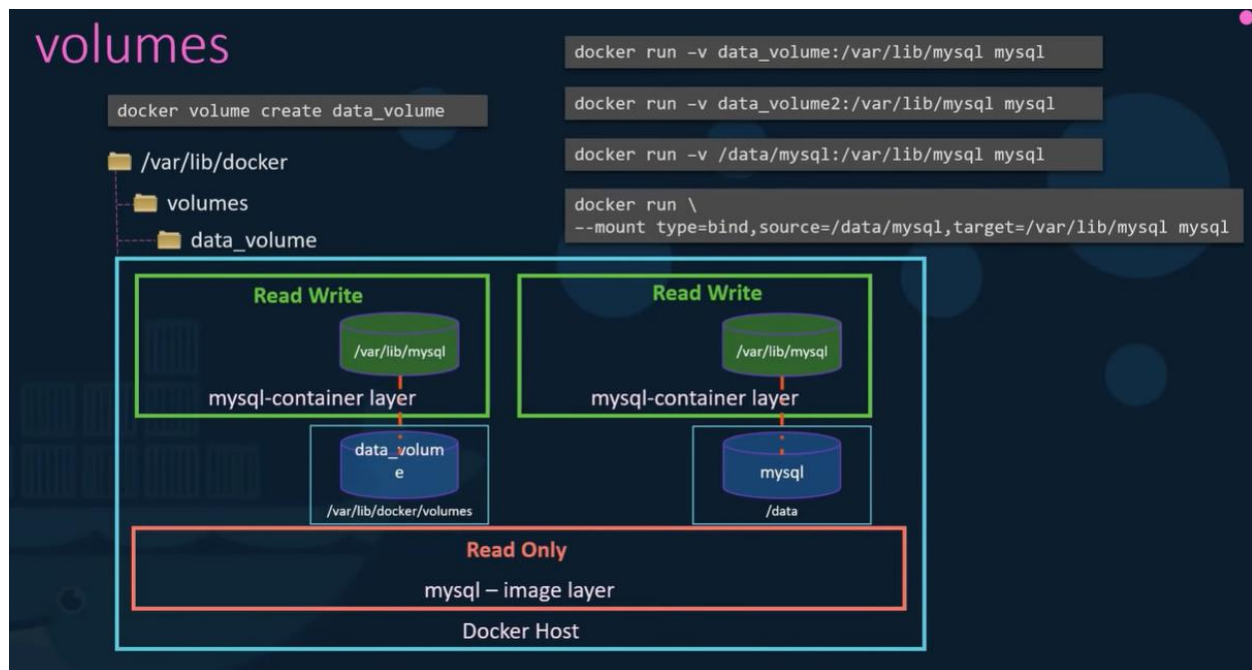 volumes
docker volume create data_volume
/var/lib/docker
volumes
data_volume
docker run –v data_volume:/var/lib/mysql mysql
docker run –v data_volume2:/var/lib/mysql mysql
docker run –v /data/mysql:/var/lib/mysql mysql
docker run \
--mount type=bind,source=/data/mysql,target=/var/lib/mysql mysql
Read Write
/var/lib/mysql
mysql-container layer
data_volum
e
/var/lib/docker/volumes
Read Write
/var/lib/mysql
mysql-container layer
mysql
/data
Read Only
mysql – image layer
Docker Host